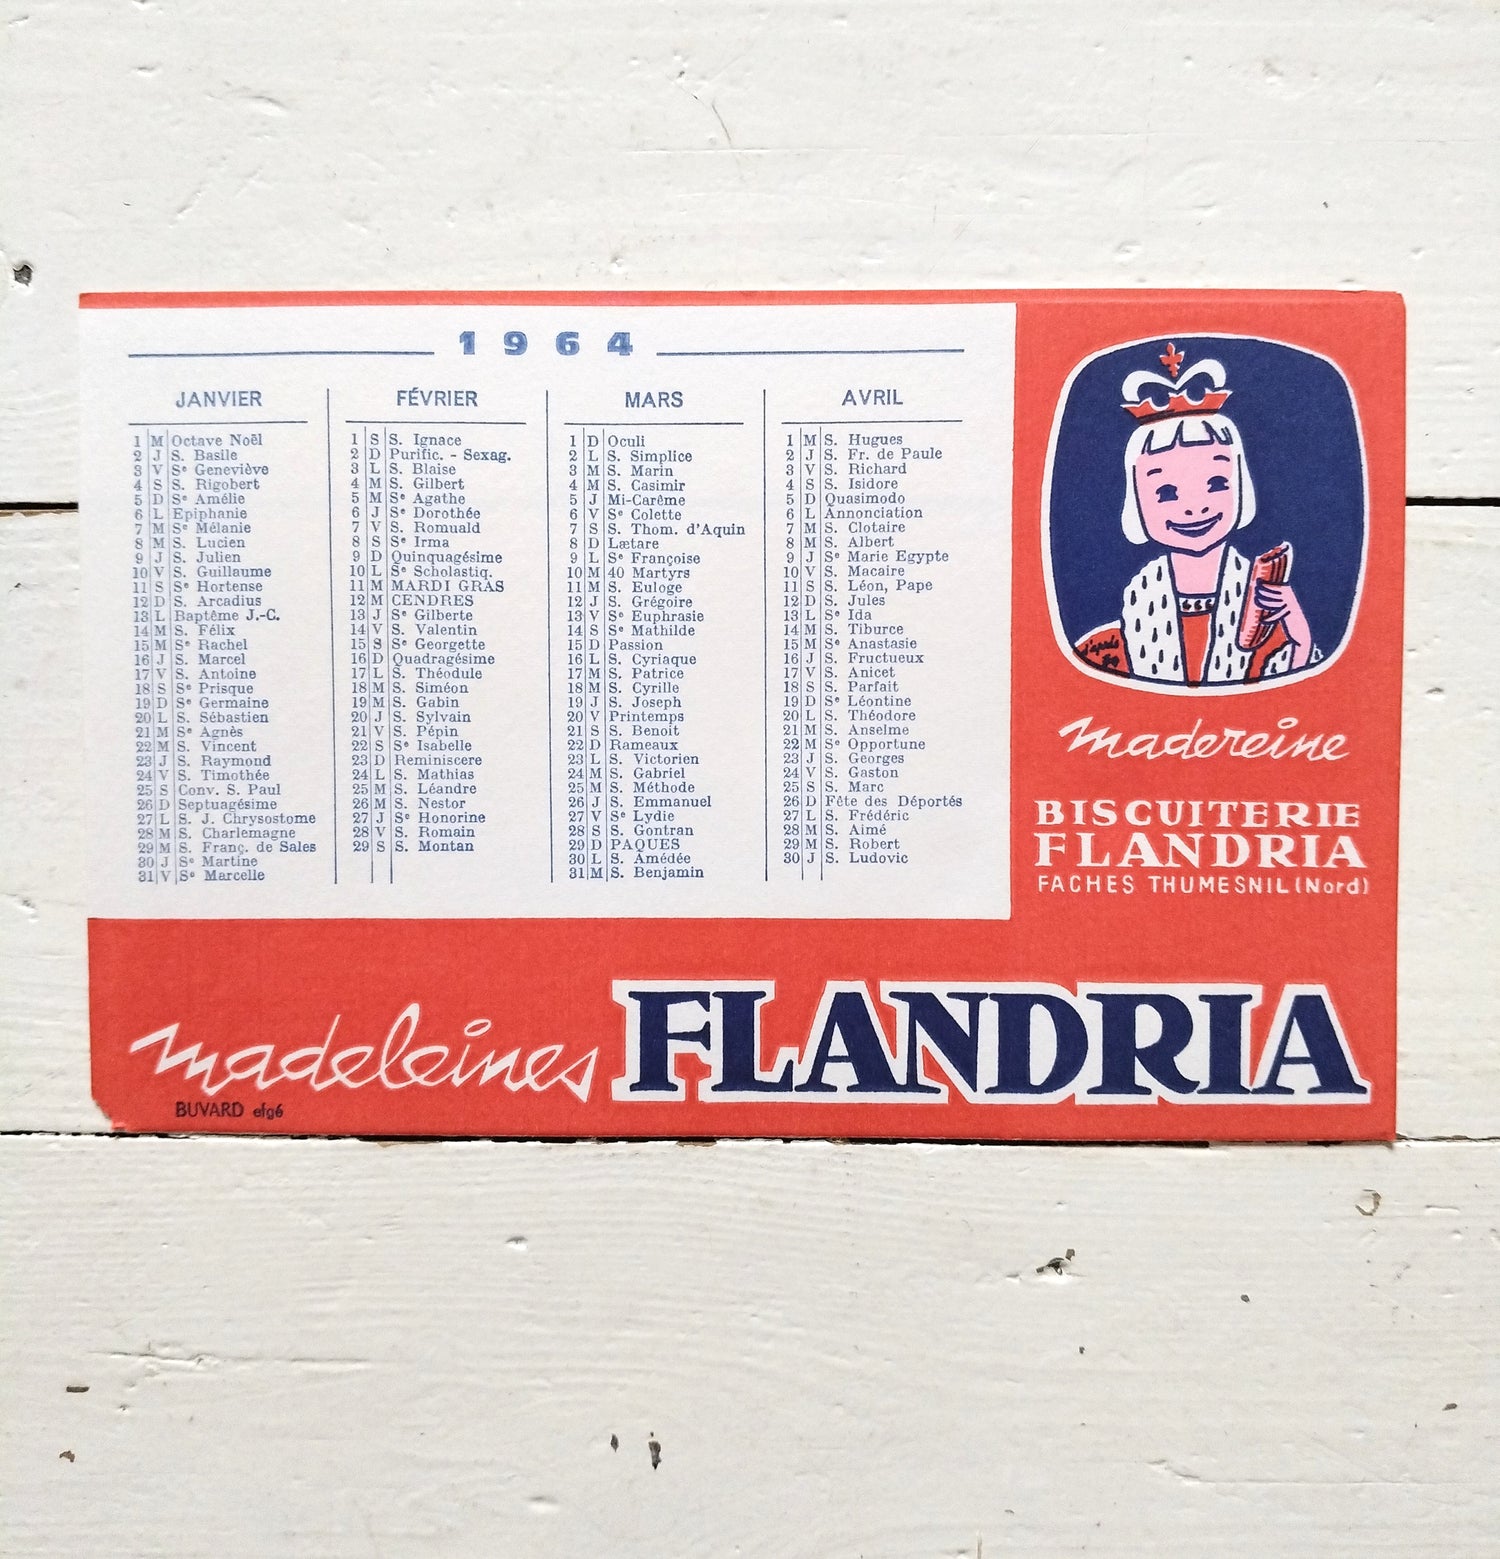 1964
JANVIER
1 M Octave Noël
2 J S. Basile
3 V Sᵉ Geneviève
4 S S. Rigobert
5 D Sᵉ Amélie
6 L Epiphanie
7 M Sᵉ Mélanie
8 M S. Lucien
9 J S. Julien
10 V S. Guillaume
11 S Sᵉ Hortense
12 D S. Arcadius
13 L Baptême J.-C.
14 M S. Félix
15 M Sᵉ Rachel
16 J S. Marcel
17 V S. Antoine
18 S Sᵉ Prisque
19 D Sᵉ Germaine
20 L S. Sébastien
21 M Sᵉ Agnès
22 M S. Vincent
23 J S. Raymond
24 V S. Timothée
25 S Conv. S. Paul
26 D Septuagésime
27 L S. J. Chrysostome
28 M S. Charlemagne
29 M S. Franç. de Sales
30 J Sᵉ Martine
31 V Sᵉ Marcelle
FÉVRIER
1 S S. Ignace
2 D Purific. - Sexag.
3 L S. Blaise
4 M S. Gilbert
5 M Sᵉ Agathe
6 J Sᵉ Dorothée
7 V S. Romuald
8 S Sᵉ Irma
9 D Quinquagésime
10 L Sᵉ Scholastiq.
11 M MARDI GRAS
12 M CENDRES
13 J Sᵉ Gilberte
14 V S. Valentin
15 S Sᵉ Georgette
16 D Quadragésime
17 L S. Théodule
18 M S. Siméon
19 M S. Gabin
20 J S. Sylvain
21 V S. Pépin
22 S Sᵉ Isabelle
23 D Reminiscere
24 L S. Mathias
25 M S. Léandre
26 M S. Nestor
27 J Sᵉ Honorine
28 V S. Romain
29 S S. Montan
MARS
1 D Oculi
2 L S. Simplice
3 M S. Marin
4 M S. Casimir
5 J Mi-Carême
6 V Sᵉ Colette
7 S S. Thom. d'Aquin
8 D Lætare
9 L Sᵉ Françoise
10 M 40 Martyrs
11 M S. Euloge
12 J S. Grégoire
13 V Sᵉ Euphrasie
14 S Sᵉ Mathilde
15 D Passion
16 L S. Cyriaque
17 M S. Patrice
18 M S. Cyrille
19 J S. Joseph
20 V Printemps
21 S S. Benoit
22 D Rameaux
23 L S. Victorien
24 M S. Gabriel
25 M S. Méthode
26 J S. Emmanuel
27 V Sᵉ Lydie
28 S S. Gontran
29 D PAQUES
30 L S. Amédée
31 M S. Benjamin
AVRIL
1 M S. Hugues
2 J S. Fr. de Paule
3 V S. Richard
4 S S. Isidore
5 D Quasimodo
6 L Annonciation
7 M S. Clotaire
8 M S. Albert
9 J Sᵉ Marie Egypte
10 V S. Macaire
11 S S. Léon, Pape
12 D S. Jules
13 L Sᵉ Ida
14 M S. Tiburce
15 M Sᵉ Anastasie
16 J S. Fructueux
17 V S. Anicet
18 S S. Parfait
19 D Sᵉ Léontine
20 L S. Théodore
21 M S. Anselme
22 M Sᵉ Opportune
23 J S. Georges
24 V S. Gaston
25 S S. Marc
26 D Fête des Déportés
27 L S. Frédéric
28 M S. Aimé
29 M S. Robert
30 J S. Ludovic
d'après
madereine
BISCUITERIE
FLANDRIA
FACHES THUMESNIL (Nord)
madeleines FLANDRIA
BUVARD efgé